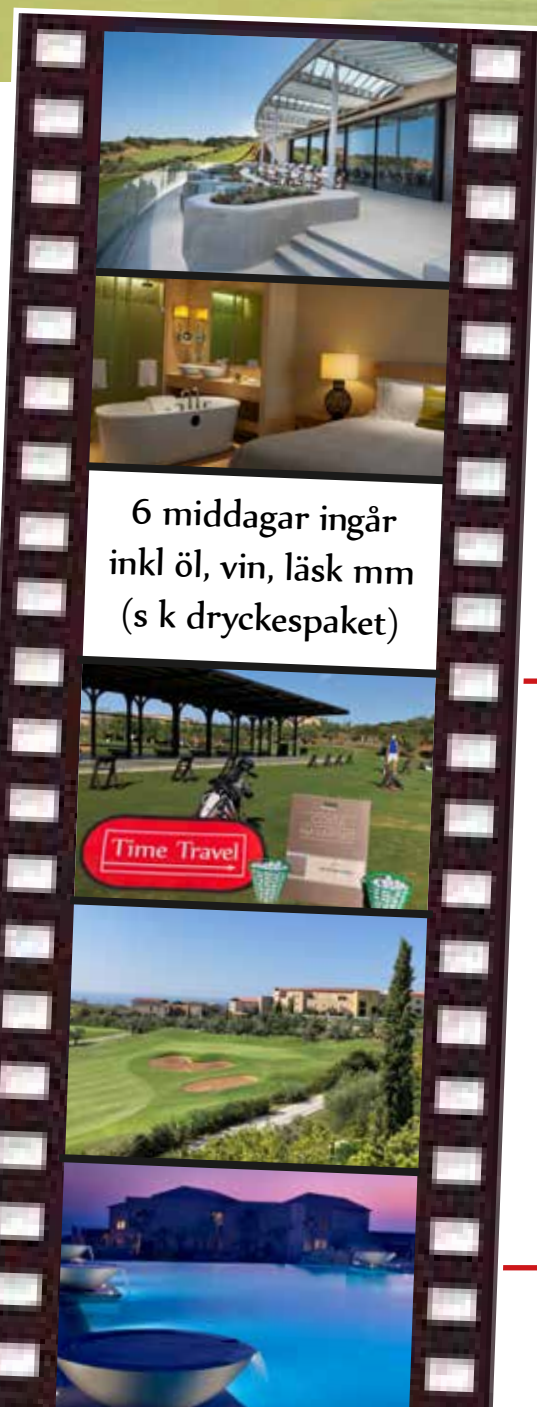 6 middagar ingår
inkl öl, vin, läsk mm
(s k dryckespaket)
Time Travel